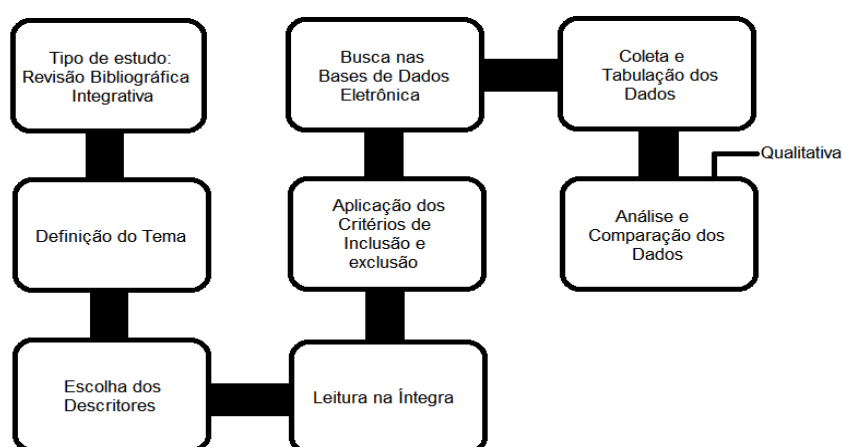 Tipo de estudo:
Revisão Bibliográfica
Integrativa
Definição do Tema
Escolha dos
Descritores
Leitura na Íntegra
Aplicação dos
Critérios de
Inclusão e
exclusão
Busca nas
Bases de Dados
Eletrônica
Coleta e
Tabulação dos
Dados
Qualitativa
Análise e
Comparação dos
Dados